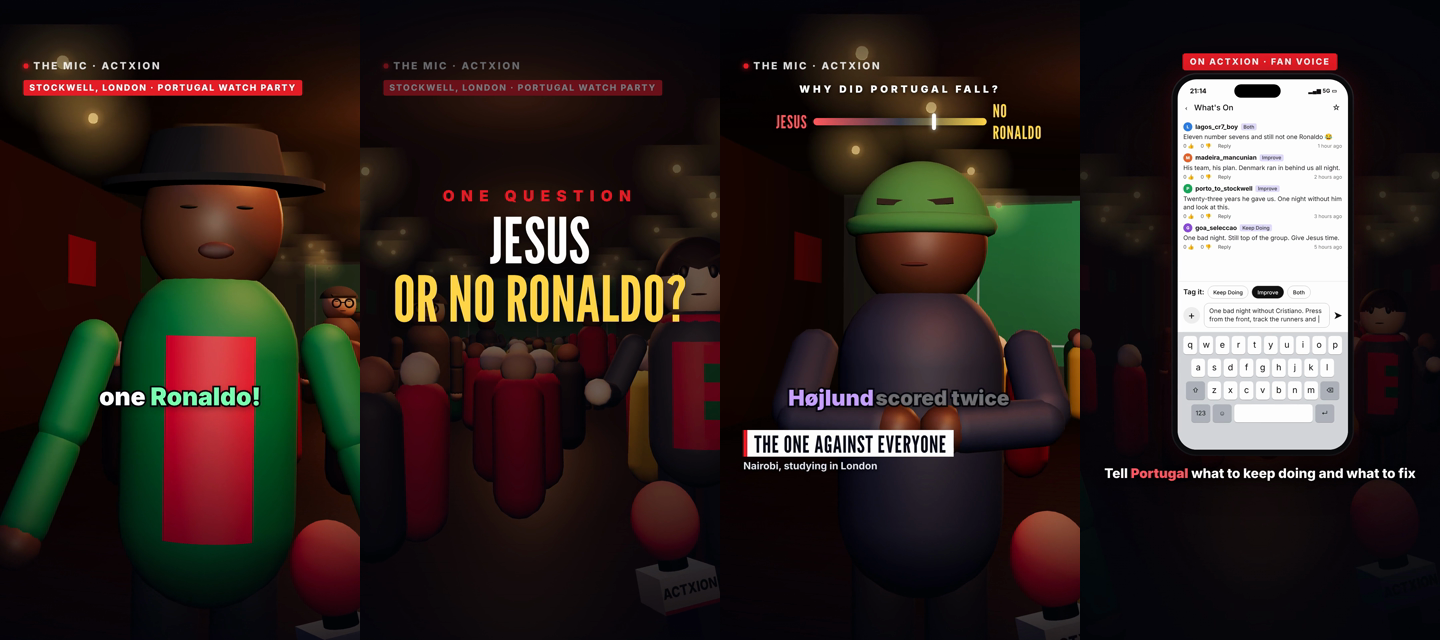 THE MIC · ACTXION
STOCKWELL, LONDON · PORTUGAL WATCH PARTY
one Ronaldo!
THE MIC · ACTXION
STOCKWELL, LONDON · PORTUGAL WATCH PARTY
ONE QUESTION
JESUS
OR NO RONALDO?
ACTXION
THE MIC · ACTXION
WHY DID PORTUGAL FALL?
JESUS
NO
RONALDO
Højlund scored twice
THE ONE AGAINST EVERYONE
Nairobi, studying in London
ON ACTXION · FAN VOICE
21:14
5G
What's On
L lagos_cr7_boy Both
Eleven number sevens and still not one Ronaldo 😂
0 👍 0 👎 Reply 1 hour ago
M madeira_mancunian Improve
His team, his plan. Denmark ran in behind us all night.
0 👍 0 👎 Reply 2 hours ago
P porto_to_stockwell Improve
Twenty-three years he gave us. One night without him
and look at this.
0 👍 0 👎 Reply 3 hours ago
G goa_seleccao Keep Doing
One bad night. Still top of the group. Give Jesus time.
0 👍 0 👎 Reply 5 hours ago
Tag it: Keep Doing Improve Both
One bad night without Cristiano. Press
from the front, track the runners and
q w e r t y u i o p
a s d f g h j k l
z x c v b n m
123
Tell Portugal what to keep doing and what to fix